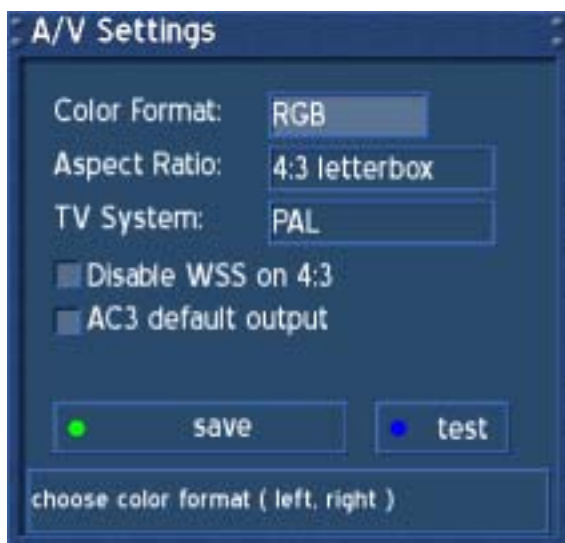 A/V Settings
Color Format: RGB
Aspect Ratio: 4:3 letterbox
TV System: PAL
Disable WSS on 4:3
AC3 default output
save test
choose color format ( left, right )